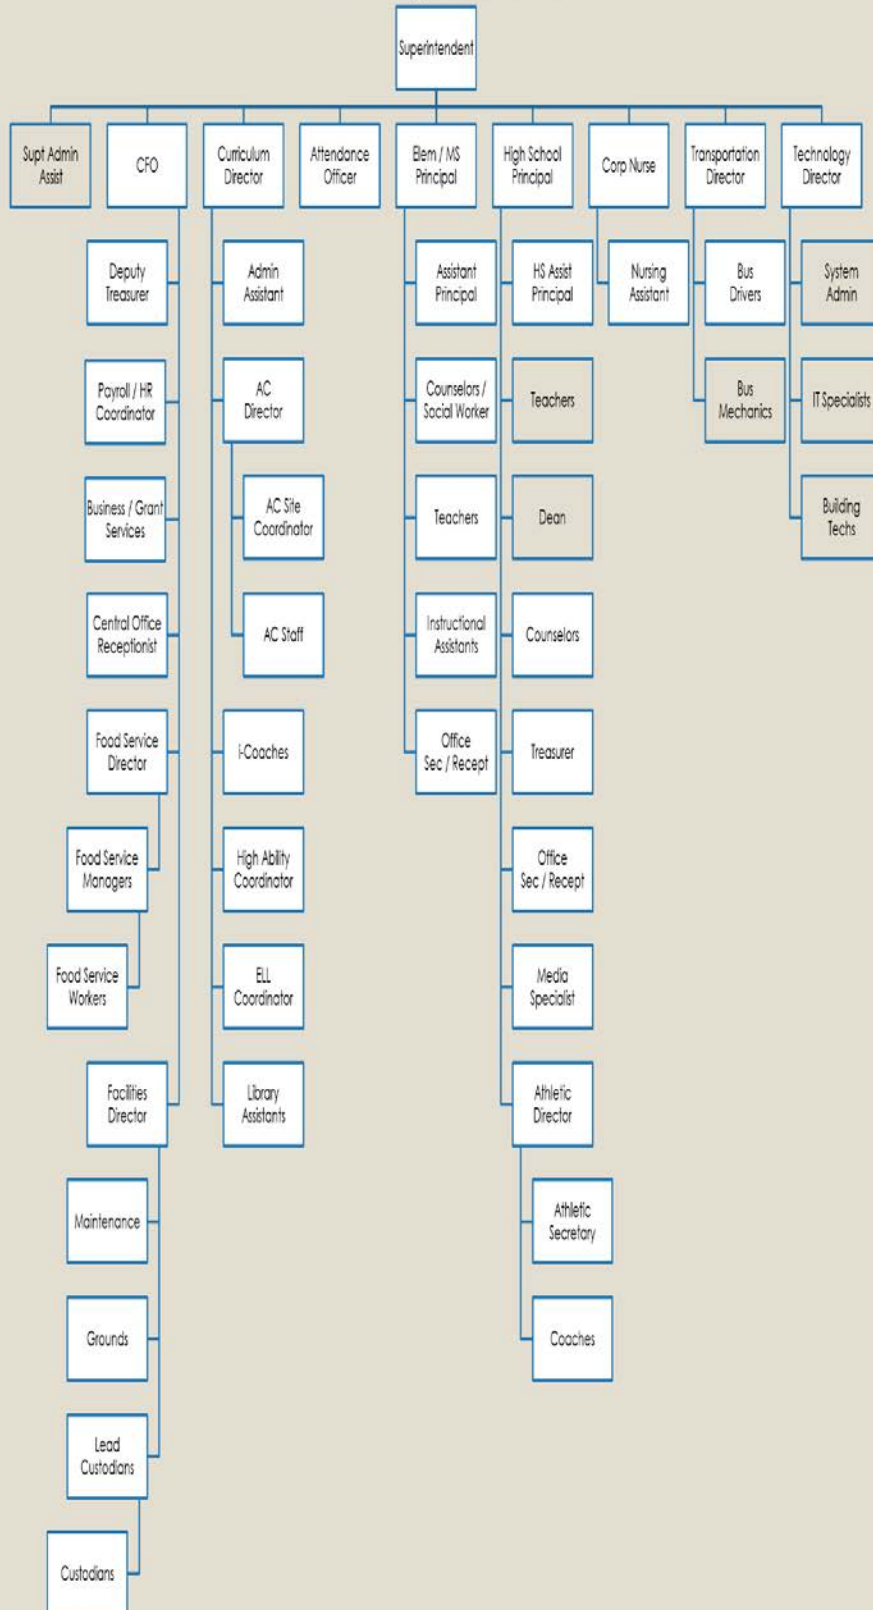 Superintendent
Supt Admin
Assist
CFO
Curriculum
Director
Attendance
Officer
Elem / MS
Principal
High School
Principal
Corp Nurse
Transportation
Director
Technology
Director
Deputy
Treasurer
Payroll / HR
Coordinator
Business / Grant
Services
Central Office
Receptionist
Food Service
Director
Food Service
Managers
Food Service
Workers
Facilities
Director
Maintenance
Grounds
Lead
Custodians
Custodians
Admin
Assistant
AC
Director
AC Site
Coordinator
AC Staff
i-Coaches
High Ability
Coordinator
ELL
Coordinator
Library
Assistants
Assistant
Principal
Counselors /
Social Worker
Teachers
Instructional
Assistants
Office
Sec / Recept
HS Assist
Principal
Teachers
Dean
Counselors
Treasurer
Office
Sec / Recept
Media
Specialist
Athletic
Director
Athletic
Secretary
Coaches
Nursing
Assistant
Bus
Drivers
Bus
Mechanics
System
Admin
IT Specialists
Building
Techs